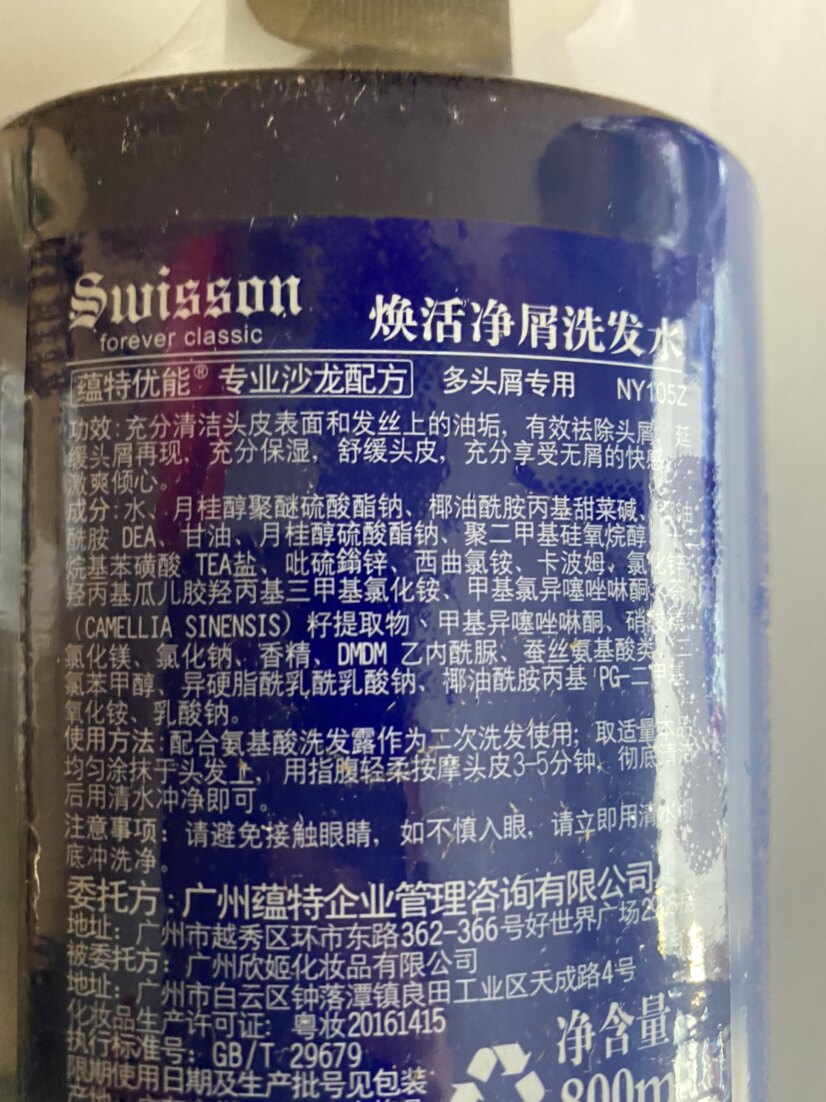 Swisson
forever classic
焕活净屑洗发水
蕴特优能® 专业沙龙配方 多头屑专用 NY105Z
功效:充分清洁头皮表面和发丝上的油垢，有效祛除头屑，延
缓头屑再现，充分保湿，舒缓头皮，充分享受无屑的快感，
激爽倾心。
成分:水、月桂醇聚醚硫酸酯钠、椰油酰胺丙基甜菜碱、椰油
酰胺 DEA、甘油、月桂醇硫酸酯钠、聚二甲基硅氧烷醇、十二
烷基苯磺酸 TEA盐、吡硫鎓锌、西曲氯铵、卡波姆、氯化锌、
羟丙基瓜儿胶羟丙基三甲基氯化铵、甲基氯异噻唑啉酮、茶
（CAMELLIA SINENSIS）籽提取物、甲基异噻唑啉酮、硝酸镁、
氯化镁、氯化钠、香精、DMDM 乙内酰脲、蚕丝氨基酸类、二
氯苯甲醇、异硬脂酰乳酰乳酸钠、椰油酰胺丙基 PG-二甲基
氧化铵、乳酸钠。
使用方法:配合氨基酸洗发露作为二次洗发使用；取适量本品
均匀涂抹于头发上，用指腹轻柔按摩头皮3-5分钟，彻底清洁
后用清水冲净即可。
注意事项：请避免接触眼睛，如不慎入眼，请立即用清水彻
底冲洗净。
委托方：广州蕴特企业管理咨询有限公司
地址：广州市越秀区环市东路362-366号好世界广场
被委托方：广州欣姬化妆品有限公司
地址：广州市白云区钟落潭镇良田工业区天成路4号
化妆品生产许可证：粤妆20161415
执行标准号：GB/T 29679
限期使用日期及生产批号见包装
净含量
800m